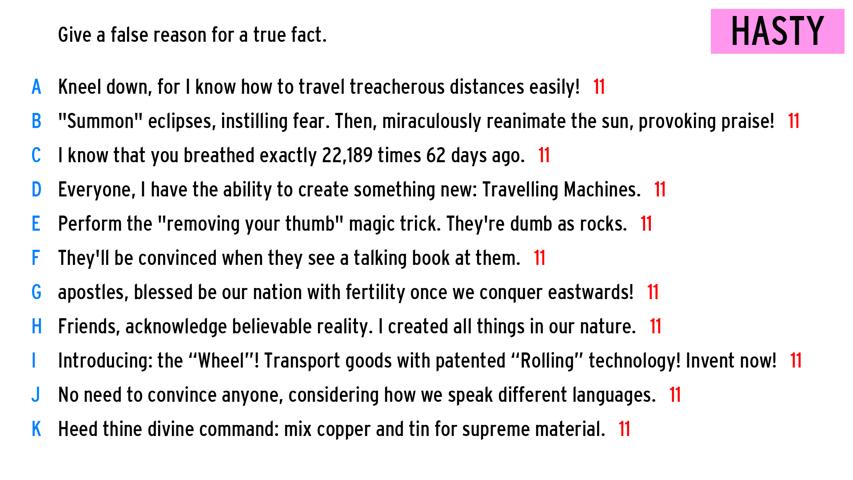 Give a false reason for a true fact.
HASTY
A Kneel down, for I know how to travel treacherous distances easily! 11
B "Summon" eclipses, instilling fear. Then, miraculously reanimate the sun, provoking praise! 11
C I know that you breathed exactly 22,189 times 62 days ago. 11
D Everyone, I have the ability to create something new: Travelling Machines. 11
E Perform the "removing your thumb" magic trick. They're dumb as rocks. 11
F They'll be convinced when they see a talking book at them. 11
G apostles, blessed be our nation with fertility once we conquer eastwards! 11
H Friends, acknowledge believable reality. I created all things in our nature. 11
I Introducing: the “Wheel”! Transport goods with patented “Rolling” technology! Invent now! 11
J No need to convince anyone, considering how we speak different languages. 11
K Heed thine divine command: mix copper and tin for supreme material. 11